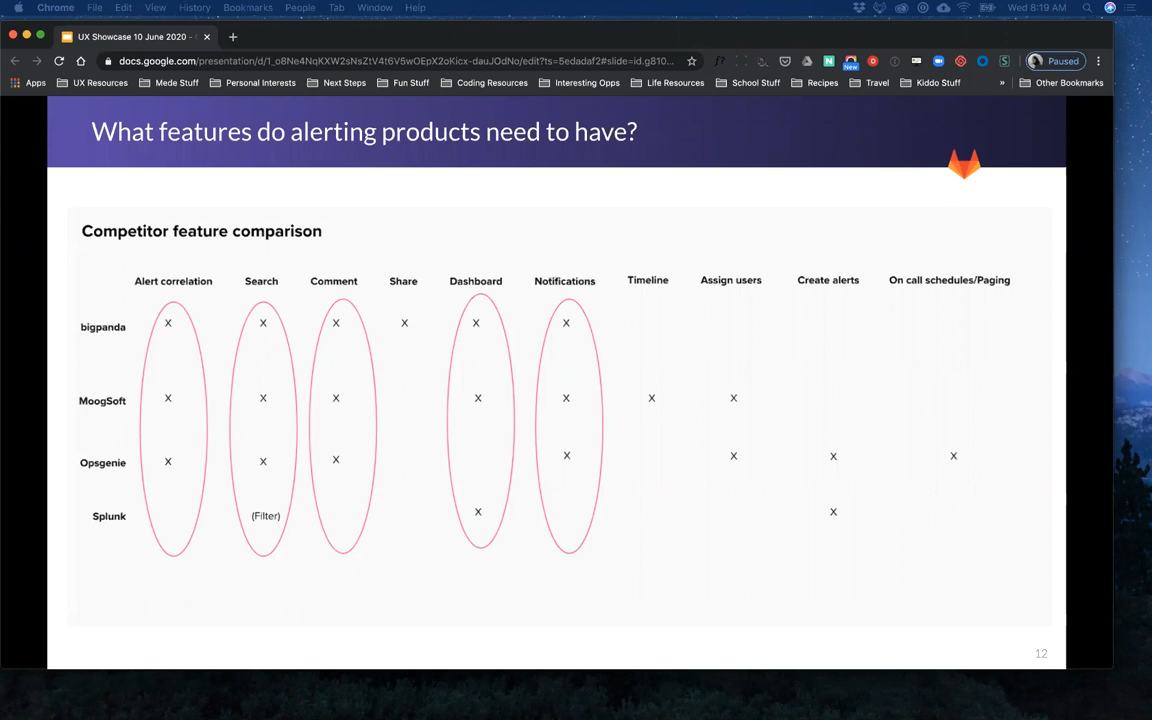 Chrome File Edit View History Bookmarks People Tab Window Help Wed 8:19 AM
UX Showcase 10 June 2020 -
docs.google.com/presentation/d/1_o8Ne4NqKXW2sNsZtV4t6V5wOEpX2oKicx-dauJOdNo/edit?ts=5edadaf2#slide=id.g810... Paused
New
Apps UX Resources Mede Stuff Personal Interests Next Steps Fun Stuff Coding Resources Interesting Opps Life Resources School Stuff Recipes Travel Kiddo Stuff » Other Bookmarks
What features do alerting products need to have?
Competitor feature comparison
Alert correlation Search Comment Share Dashboard Notifications Timeline Assign users Create alerts On call schedules/Paging
bigpanda X X X X X X
MoogSoft X X X X X X X
Opsgenie X X X X X X X
Splunk (Filter) X X
12